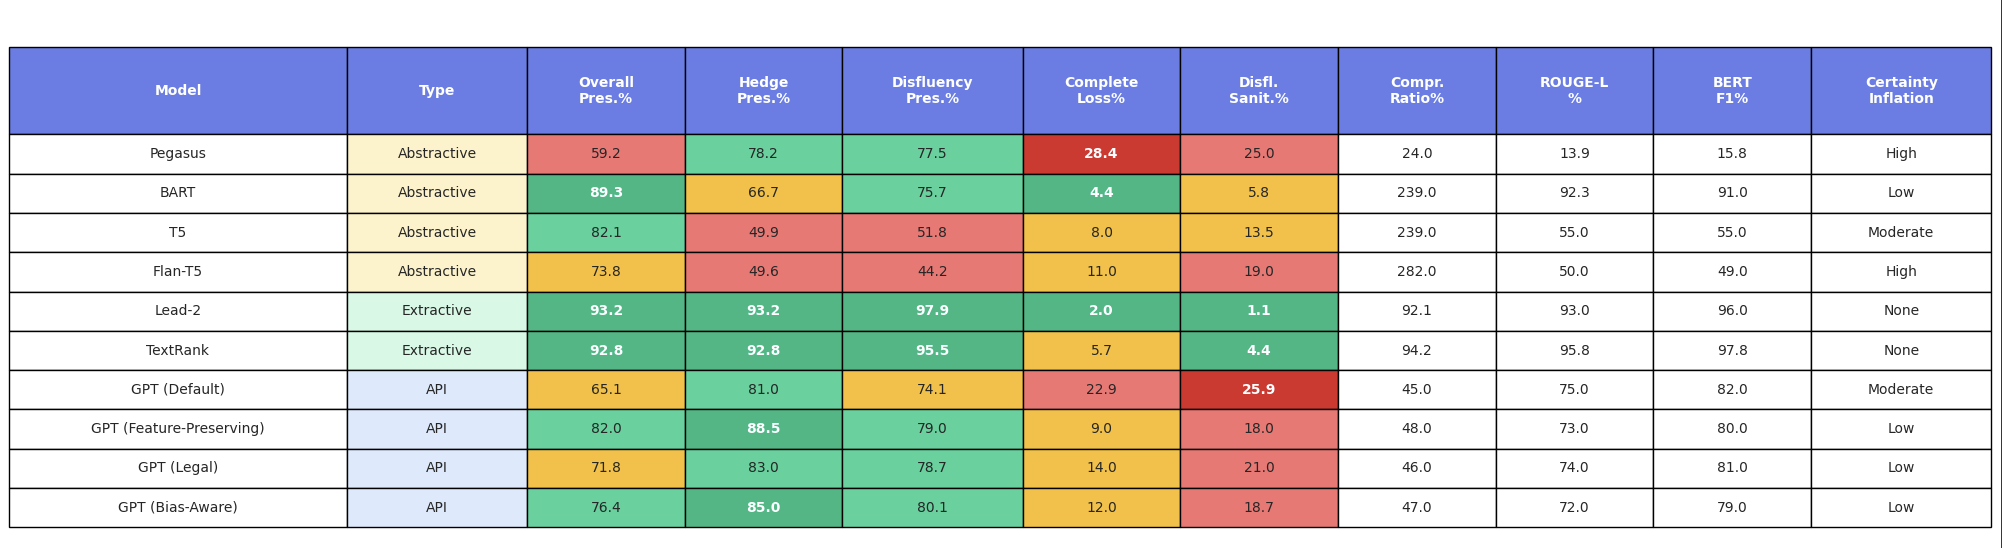 Model Type Overall Pres.% Hedge Pres.% Disfluency Pres.% Complete Loss% Disfl. Sanit.% Compr. Ratio% ROUGE-L % BERT F1% Certainty Inflation
Pegasus Abstractive 59.2 78.2 77.5 28.4 25.0 24.0 13.9 15.8 High
BART Abstractive 89.3 66.7 75.7 4.4 5.8 239.0 92.3 91.0 Low
T5 Abstractive 82.1 49.9 51.8 8.0 13.5 239.0 55.0 55.0 Moderate
Flan-T5 Abstractive 73.8 49.6 44.2 11.0 19.0 282.0 50.0 49.0 High
Lead-2 Extractive 93.2 93.2 97.9 2.0 1.1 92.1 93.0 96.0 None
TextRank Extractive 92.8 92.8 95.5 5.7 4.4 94.2 95.8 97.8 None
GPT (Default) API 65.1 81.0 74.1 22.9 25.9 45.0 75.0 82.0 Moderate
GPT (Feature-Preserving) API 82.0 88.5 79.0 9.0 18.0 48.0 73.0 80.0 Low
GPT (Legal) API 71.8 83.0 78.7 14.0 21.0 46.0 74.0 81.0 Low
GPT (Bias-Aware) API 76.4 85.0 80.1 12.0 18.7 47.0 72.0 79.0 Low